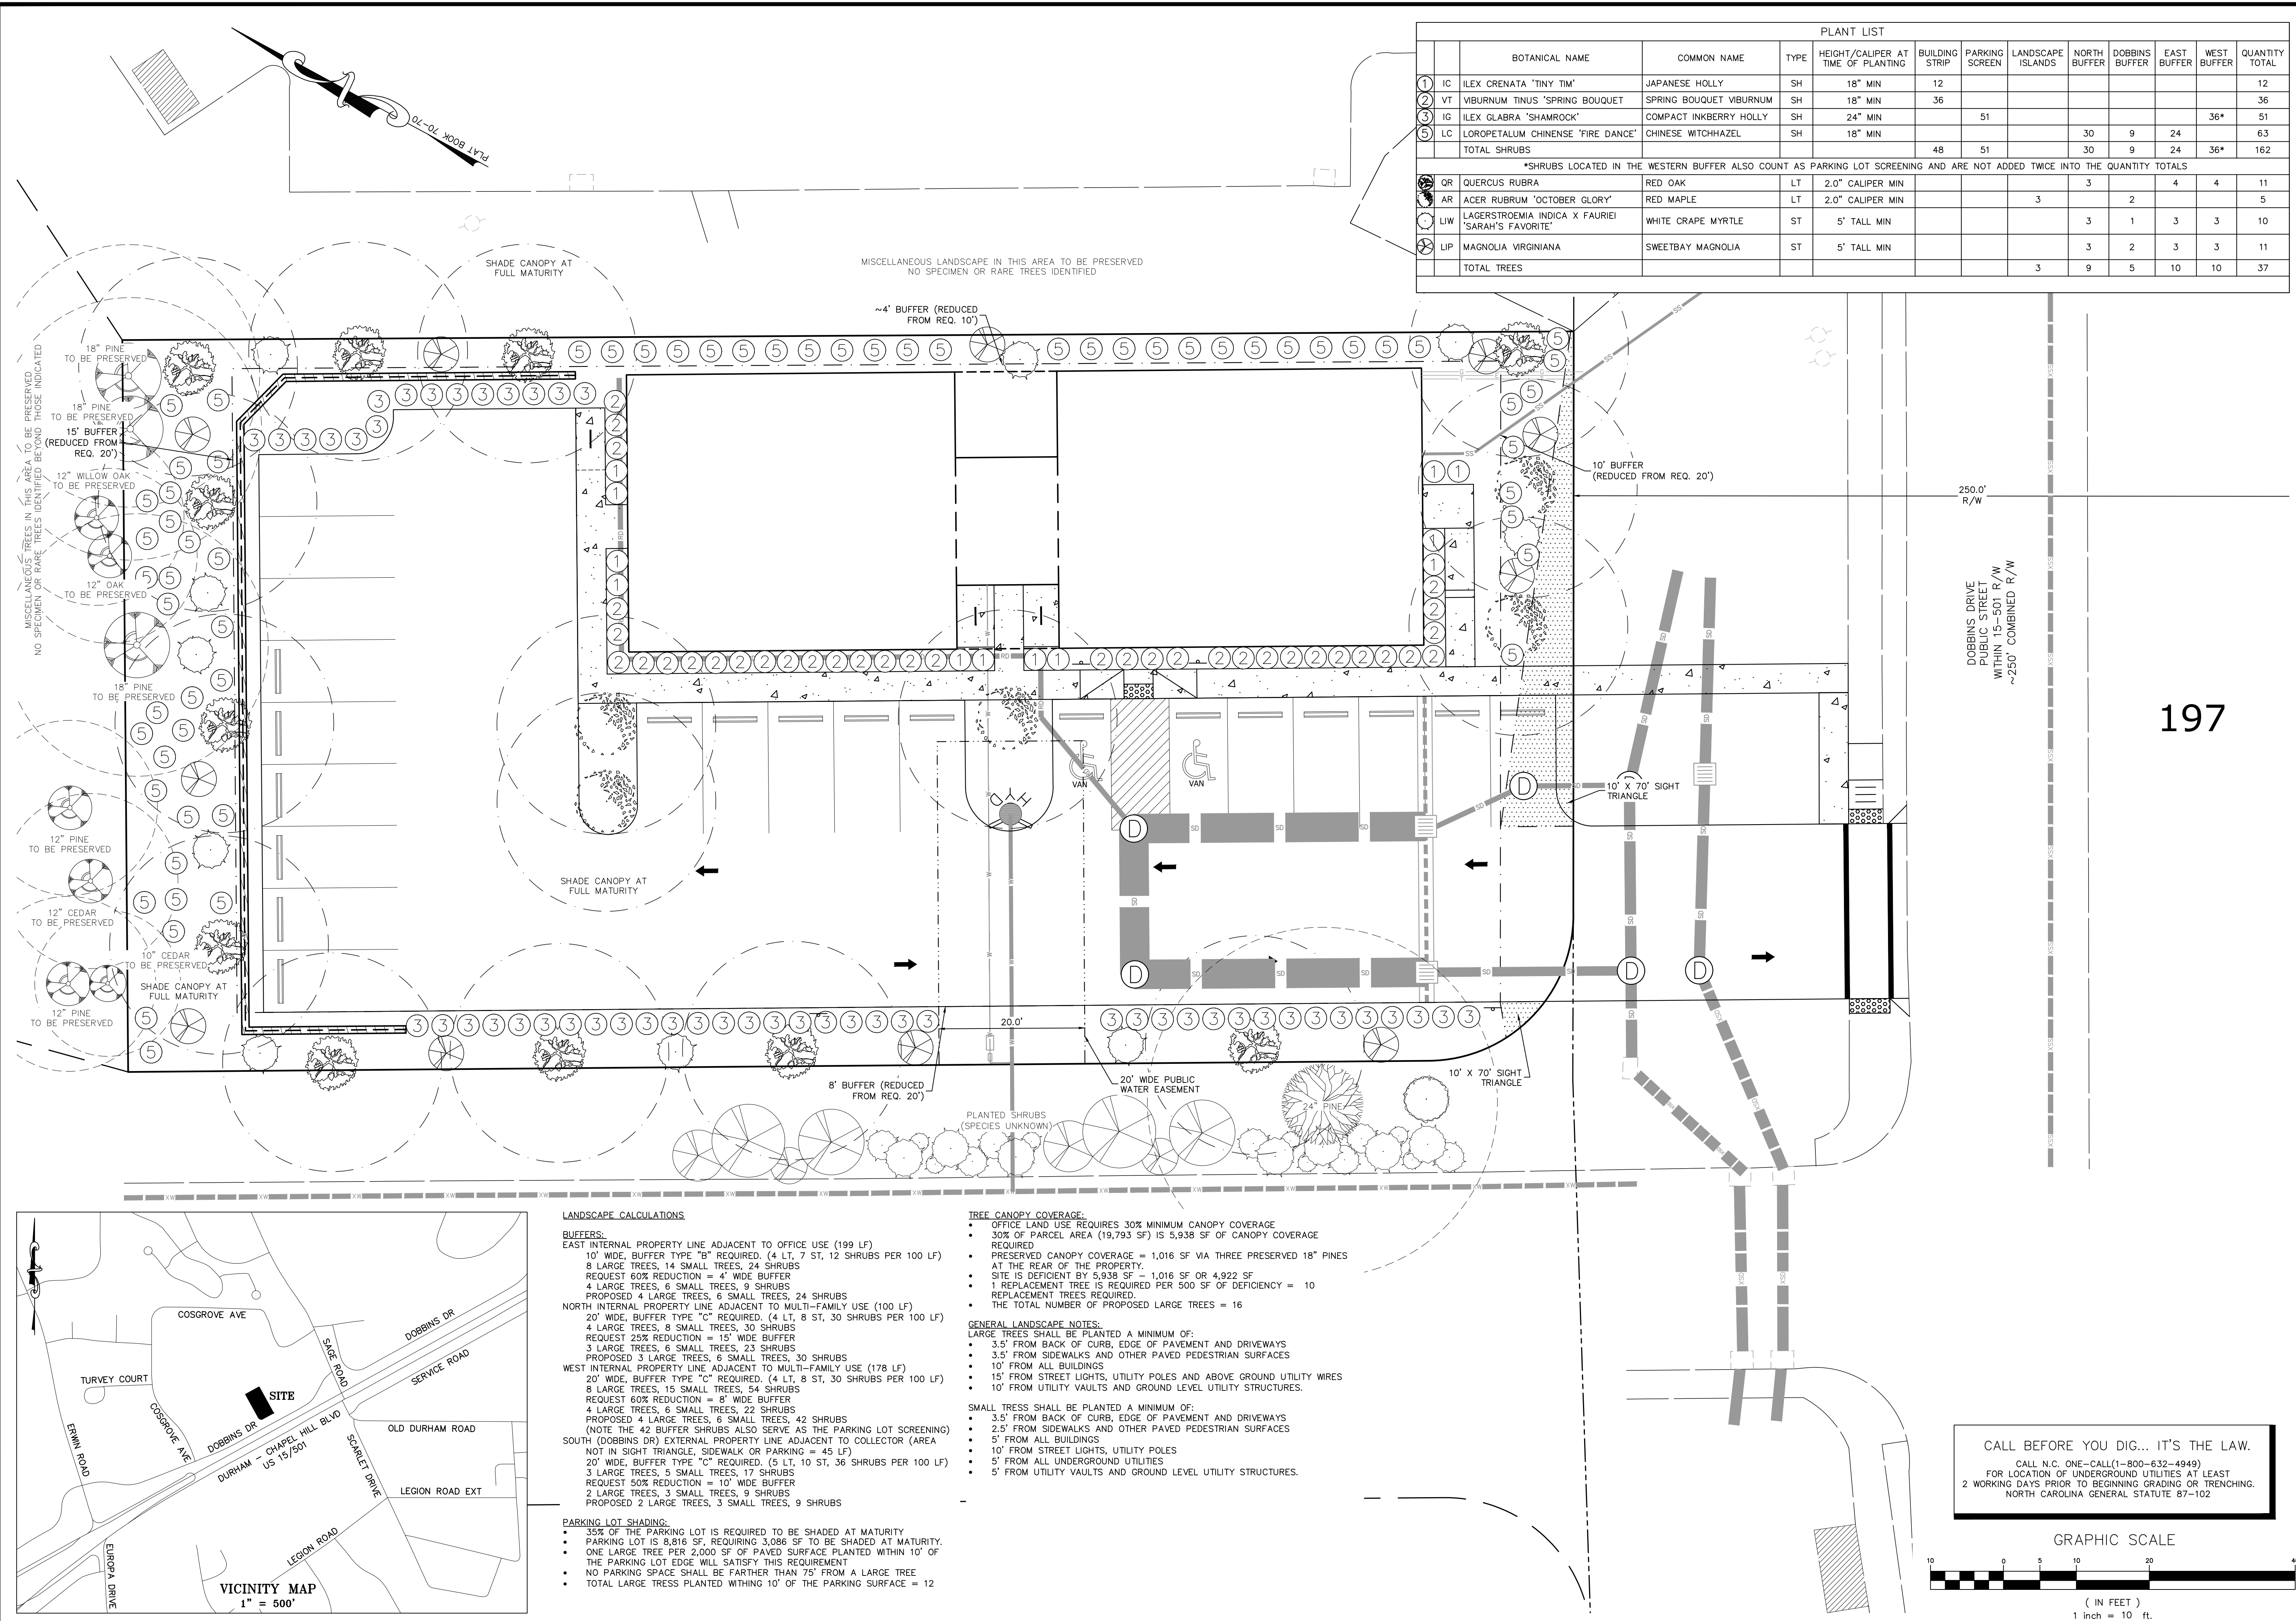 PLANT LIST
BOTANICAL NAME COMMON NAME TYPE HEIGHT/CALIPER AT TIME OF PLANTING BUILDING STRIP PARKING SCREEN LANDSCAPE ISLANDS NORTH BUFFER DOBBINS BUFFER EAST BUFFER WEST BUFFER QUANTITY TOTAL
1 IC ILEX CRENATA 'TINY TIM' JAPANESE HOLLY SH 18" MIN 12 12
2 VT VIBURNUM TINUS 'SPRING BOUQUET SPRING BOUQUET VIBURNUM SH 18" MIN 36 36
3 IG ILEX GLABRA 'SHAMROCK' COMPACT INKBERRY HOLLY SH 24" MIN 51 36* 51
5 LC LOROPETALUM CHINENSE 'FIRE DANCE' CHINESE WITCHHAZEL SH 18" MIN 30 9 24 63
TOTAL SHRUBS 48 51 30 9 24 36* 162
*SHRUBS LOCATED IN THE WESTERN BUFFER ALSO COUNT AS PARKING LOT SCREENING AND ARE NOT ADDED TWICE INTO THE QUANTITY TOTALS
QR QUERCUS RUBRA RED OAK LT 2.0" CALIPER MIN 3 4 4 11
AR ACER RUBRUM 'OCTOBER GLORY' RED MAPLE LT 2.0" CALIPER MIN 3 2 5
LIW LAGERSTROEMIA INDICA X FAURIEI 'SARAH'S FAVORITE' WHITE CRAPE MYRTLE ST 5' TALL MIN 3 1 3 3 10
LIP MAGNOLIA VIRGINIANA SWEETBAY MAGNOLIA ST 5' TALL MIN 3 2 3 3 11
TOTAL TREES 3 9 5 10 10 37
PLAT BOOK 70-70
SHADE CANOPY AT
FULL MATURITY
MISCELLANEOUS LANDSCAPE IN THIS AREA TO BE PRESERVED
NO SPECIMEN OR RARE TREES IDENTIFIED
~4' BUFFER (REDUCED
FROM REQ. 10')
MISCELLANEOUS TREES IN THIS AREA TO BE PRESERVED
NO SPECIMEN OR RARE TREES IDENTIFIED BEYOND THOSE INDICATED
18" PINE
TO BE PRESERVED
18" PINE
TO BE PRESERVED
15' BUFFER
(REDUCED FROM
REQ. 20')
12" WILLOW OAK
TO BE PRESERVED
12" OAK
TO BE PRESERVED
18" PINE
TO BE PRESERVED
12" PINE
TO BE PRESERVED
12" CEDAR
TO BE PRESERVED
10" CEDAR
TO BE PRESERVED
SHADE CANOPY AT
FULL MATURITY
12" PINE
TO BE PRESERVED
10' BUFFER
(REDUCED FROM REQ. 20')
250.0'
R/W
DOBBINS DRIVE
PUBLIC STREET
WITHIN 15-501 R/W
~250' COMBINED R/W
197
HYD
VAN
VAN
10' X 70' SIGHT
TRIANGLE
SHADE CANOPY AT
FULL MATURITY
20.0'
8' BUFFER (REDUCED
FROM REQ. 20')
20' WIDE PUBLIC
WATER EASEMENT
10' X 70' SIGHT
TRIANGLE
PLANTED SHRUBS
(SPECIES UNKNOWN)
24" PINE
COSGROVE AVE
SAGE ROAD
DOBBINS DR
SERVICE ROAD
TURVEY COURT
COSGROVE AVE
SITE
ERWIN ROAD
DOBBINS DR
DURHAM - CHAPEL HILL BLVD
US 15/501
OLD DURHAM ROAD
SCARLET DRIVE
LEGION ROAD EXT
LEGION ROAD
EUROPA DRIVE
VICINITY MAP
1" = 500'
LANDSCAPE CALCULATIONS
BUFFERS:
EAST INTERNAL PROPERTY LINE ADJACENT TO OFFICE USE (199 LF)
10' WIDE, BUFFER TYPE "B" REQUIRED. (4 LT, 7 ST, 12 SHRUBS PER 100 LF)
8 LARGE TREES, 14 SMALL TREES, 24 SHRUBS
REQUEST 60% REDUCTION = 4' WIDE BUFFER
4 LARGE TREES, 6 SMALL TREES, 9 SHRUBS
PROPOSED 4 LARGE TREES, 6 SMALL TREES, 24 SHRUBS
NORTH INTERNAL PROPERTY LINE ADJACENT TO MULTI-FAMILY USE (100 LF)
20' WIDE, BUFFER TYPE "C" REQUIRED. (4 LT, 8 ST, 30 SHRUBS PER 100 LF)
4 LARGE TREES, 8 SMALL TREES, 30 SHRUBS
REQUEST 25% REDUCTION = 15' WIDE BUFFER
3 LARGE TREES, 6 SMALL TREES, 23 SHRUBS
PROPOSED 3 LARGE TREES, 6 SMALL TREES, 30 SHRUBS
WEST INTERNAL PROPERTY LINE ADJACENT TO MULTI-FAMILY USE (178 LF)
20' WIDE, BUFFER TYPE "C" REQUIRED. (4 LT, 8 ST, 30 SHRUBS PER 100 LF)
8 LARGE TREES, 15 SMALL TREES, 54 SHRUBS
REQUEST 60% REDUCTION = 8' WIDE BUFFER
4 LARGE TREES, 6 SMALL TREES, 22 SHRUBS
PROPOSED 4 LARGE TREES, 6 SMALL TREES, 42 SHRUBS
(NOTE THE 42 BUFFER SHRUBS ALSO SERVE AS THE PARKING LOT SCREENING)
SOUTH (DOBBINS DR) EXTERNAL PROPERTY LINE ADJACENT TO COLLECTOR (AREA
NOT IN SIGHT TRIANGLE, SIDEWALK OR PARKING = 45 LF)
20' WIDE, BUFFER TYPE "C" REQUIRED. (5 LT, 10 ST, 36 SHRUBS PER 100 LF)
3 LARGE TREES, 5 SMALL TREES, 17 SHRUBS
REQUEST 50% REDUCTION = 10' WIDE BUFFER
2 LARGE TREES, 3 SMALL TREES, 9 SHRUBS
PROPOSED 2 LARGE TREES, 3 SMALL TREES, 9 SHRUBS
PARKING LOT SHADING:
• 35% OF THE PARKING LOT IS REQUIRED TO BE SHADED AT MATURITY
• PARKING LOT IS 8,816 SF, REQUIRING 3,086 SF TO BE SHADED AT MATURITY.
• ONE LARGE TREE PER 2,000 SF OF PAVED SURFACE PLANTED WITHIN 10' OF
THE PARKING LOT EDGE WILL SATISFY THIS REQUIREMENT
• NO PARKING SPACE SHALL BE FARTHER THAN 75' FROM A LARGE TREE
• TOTAL LARGE TRESS PLANTED WITHING 10' OF THE PARKING SURFACE = 12
TREE CANOPY COVERAGE:
• OFFICE LAND USE REQUIRES 30% MINIMUM CANOPY COVERAGE
• 30% OF PARCEL AREA (19,793 SF) IS 5,938 SF OF CANOPY COVERAGE
REQUIRED
• PRESERVED CANOPY COVERAGE = 1,016 SF VIA THREE PRESERVED 18" PINES
AT THE REAR OF THE PROPERTY.
• SITE IS DEFICIENT BY 5,938 SF - 1,016 SF OR 4,922 SF
• 1 REPLACEMENT TREE IS REQUIRED PER 500 SF OF DEFICIENCY = 10
REPLACEMENT TREES REQUIRED.
• THE TOTAL NUMBER OF PROPOSED LARGE TREES = 16
GENERAL LANDSCAPE NOTES:
LARGE TREES SHALL BE PLANTED A MINIMUM OF:
• 3.5' FROM BACK OF CURB, EDGE OF PAVEMENT AND DRIVEWAYS
• 3.5' FROM SIDEWALKS AND OTHER PAVED PEDESTRIAN SURFACES
• 10' FROM ALL BUILDINGS
• 15' FROM STREET LIGHTS, UTILITY POLES AND ABOVE GROUND UTILITY WIRES
• 10' FROM UTILITY VAULTS AND GROUND LEVEL UTILITY STRUCTURES.
SMALL TRESS SHALL BE PLANTED A MINIMUM OF:
• 3.5' FROM BACK OF CURB, EDGE OF PAVEMENT AND DRIVEWAYS
• 2.5' FROM SIDEWALKS AND OTHER PAVED PEDESTRIAN SURFACES
• 5' FROM ALL BUILDINGS
• 10' FROM STREET LIGHTS, UTILITY POLES
• 5' FROM ALL UNDERGROUND UTILITIES
• 5' FROM UTILITY VAULTS AND GROUND LEVEL UTILITY STRUCTURES.
CALL BEFORE YOU DIG... IT'S THE LAW.
CALL N.C. ONE-CALL(1-800-632-4949)
FOR LOCATION OF UNDERGROUND UTILITIES AT LEAST
2 WORKING DAYS PRIOR TO BEGINNING GRADING OR TRENCHING.
NORTH CAROLINA GENERAL STATUTE 87-102
GRAPHIC SCALE
10 0 5 10 20
( IN FEET )
1 inch = 10 ft.